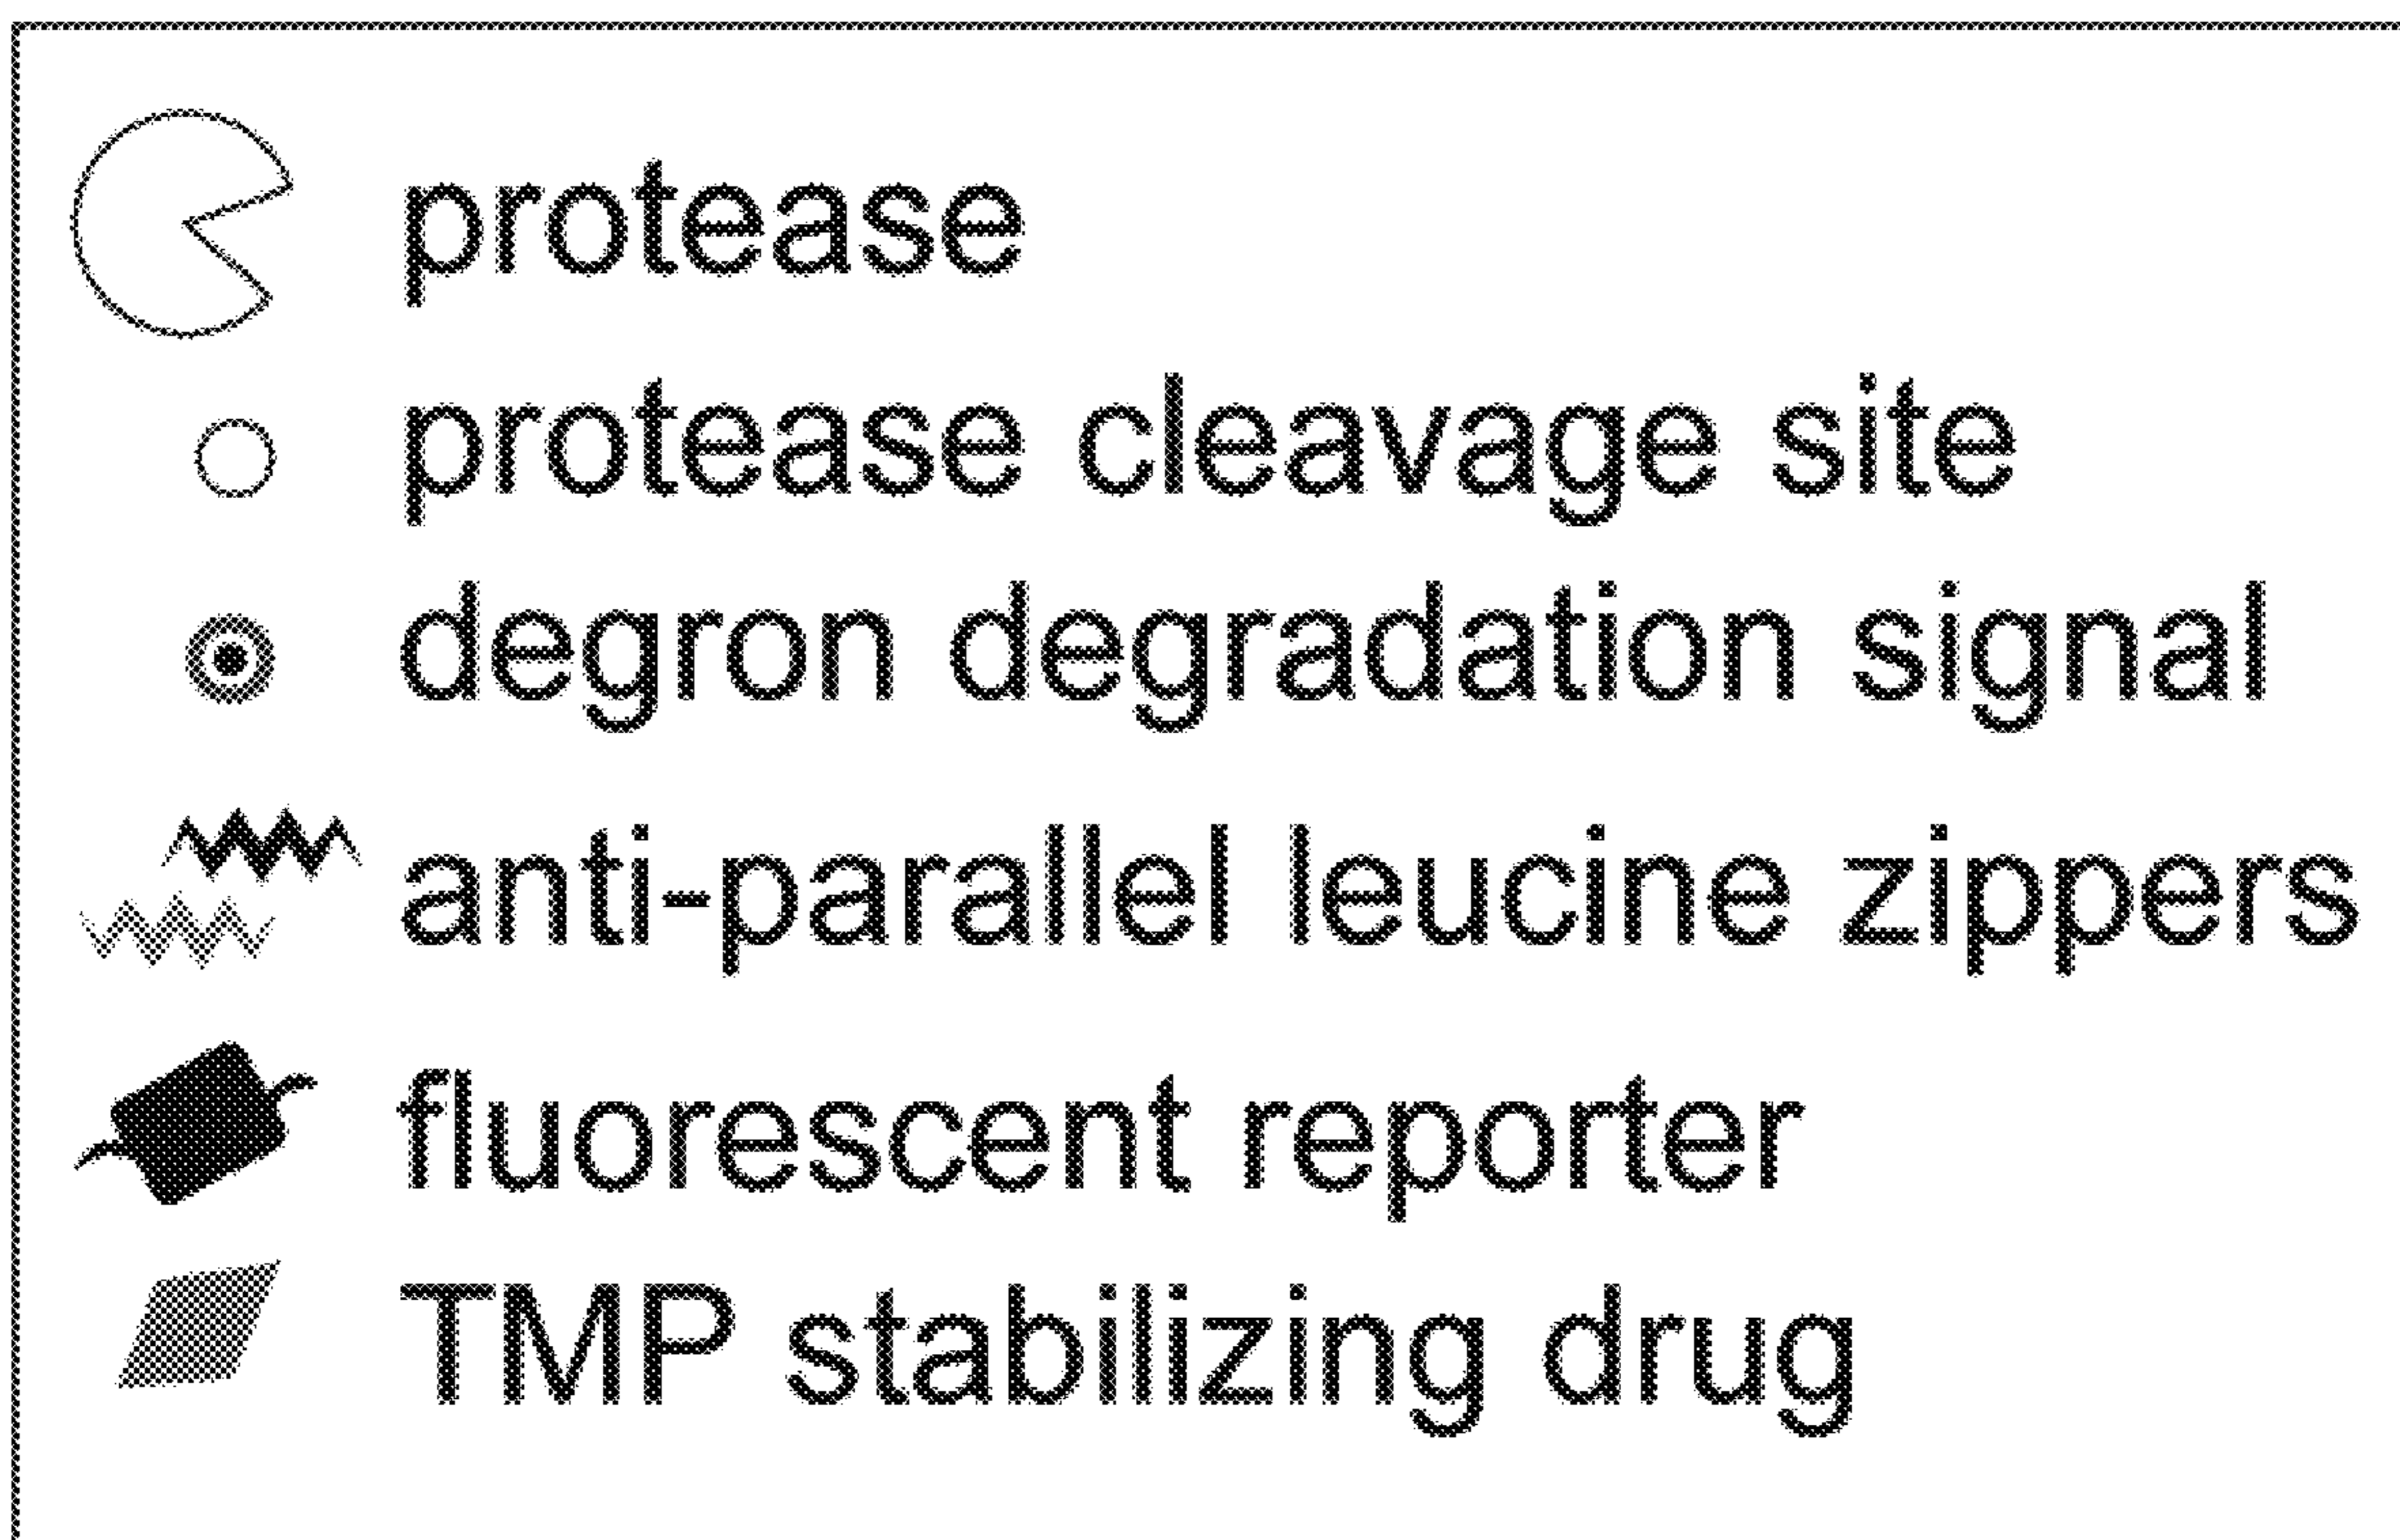 protease
protease cleavage site
degron degradation signal
anti-parallel leucine zippers
fluorescent reporter
TMP stabilizing drug